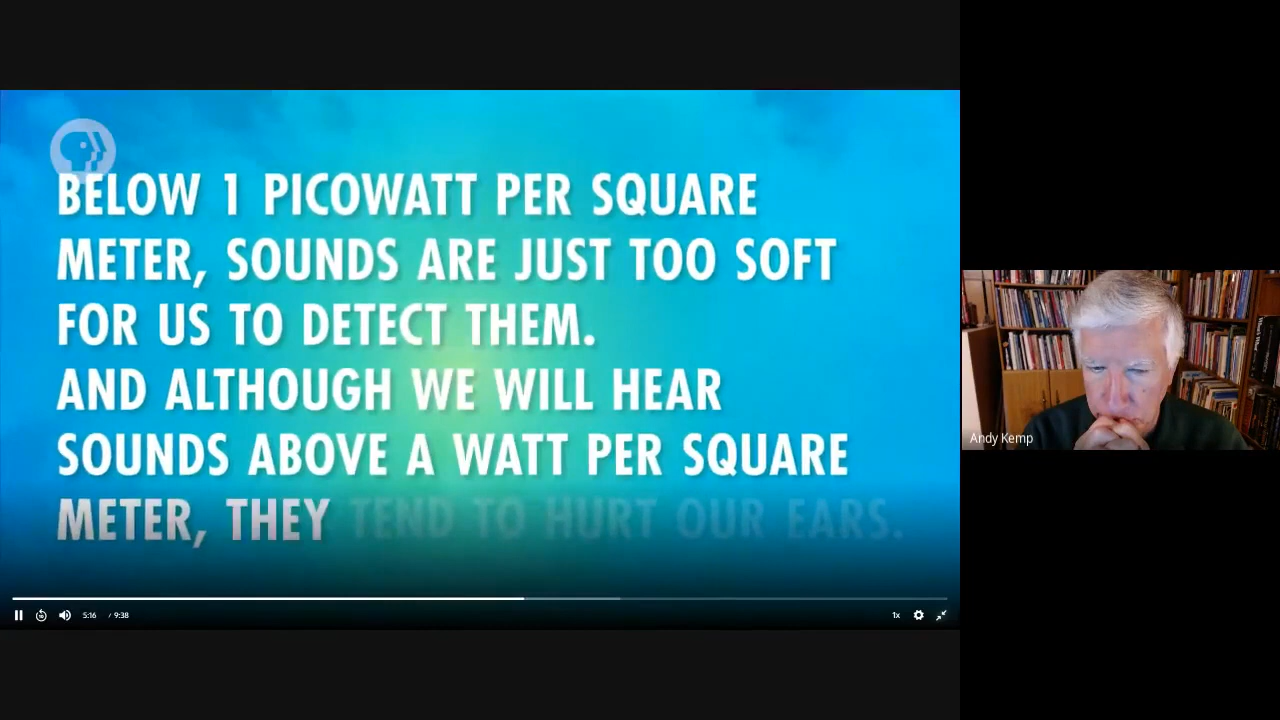 BELOW 1 PICOWATT PER SQUARE
METER, SOUNDS ARE JUST TOO SOFT
FOR US TO DETECT THEM.
AND ALTHOUGH WE WILL HEAR
SOUNDS ABOVE A WATT PER SQUARE
METER, THEY TEND TO HURT OUR EARS.
5:16 / 9:38
1x
Andy Kemp